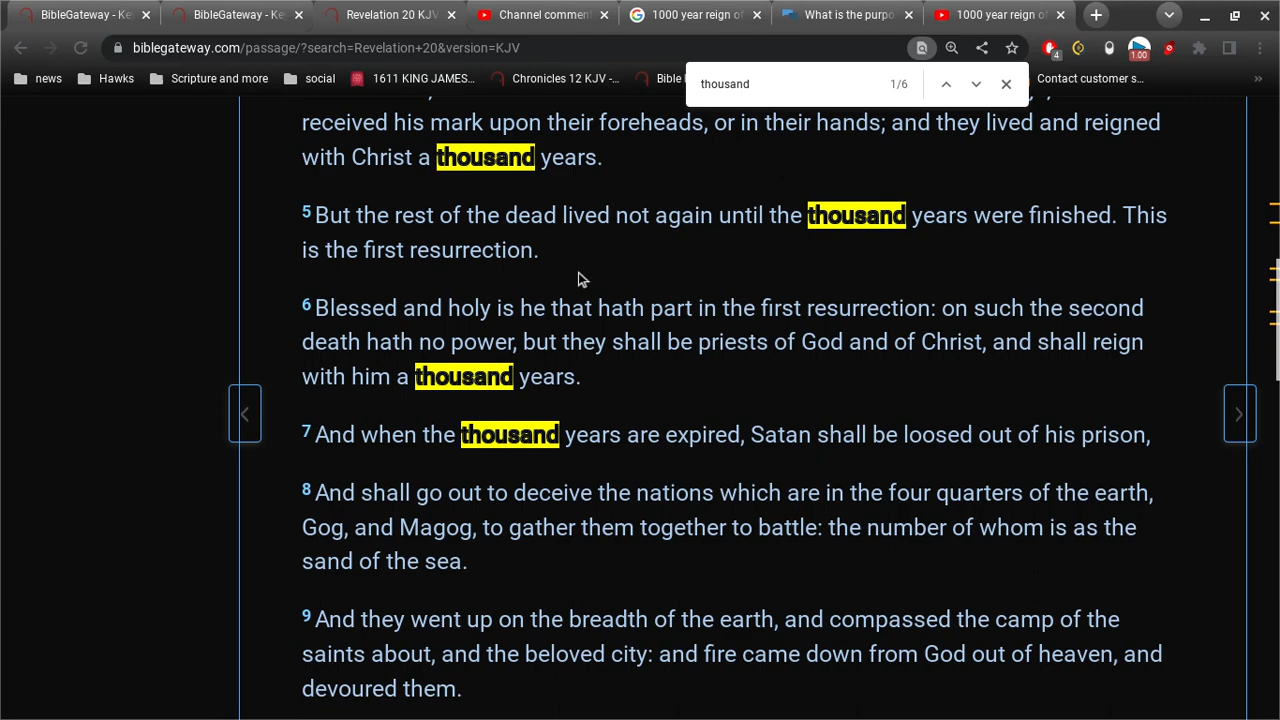 BibleGateway - Ke
BibleGateway - Ke
Revelation 20 KJV
Channel commen
1000 year reign of
What is the purpo
1000 year reign of
biblegateway.com/passage/?search=Revelation+20&version=KJV
4
1.00
news
Hawks
Scripture and more
social
1611 KING JAMES...
Chronicles 12 KJV -...
Bible
Contact customer s...
thousand 1/6
received his mark upon their foreheads, or in their hands; and they lived and reigned
with Christ a thousand years.
5 But the rest of the dead lived not again until the thousand years were finished. This
is the first resurrection.
6 Blessed and holy is he that hath part in the first resurrection: on such the second
death hath no power, but they shall be priests of God and of Christ, and shall reign
with him a thousand years.
7 And when the thousand years are expired, Satan shall be loosed out of his prison,
8 And shall go out to deceive the nations which are in the four quarters of the earth,
Gog, and Magog, to gather them together to battle: the number of whom is as the
sand of the sea.
9 And they went up on the breadth of the earth, and compassed the camp of the
saints about, and the beloved city: and fire came down from God out of heaven, and
devoured them.